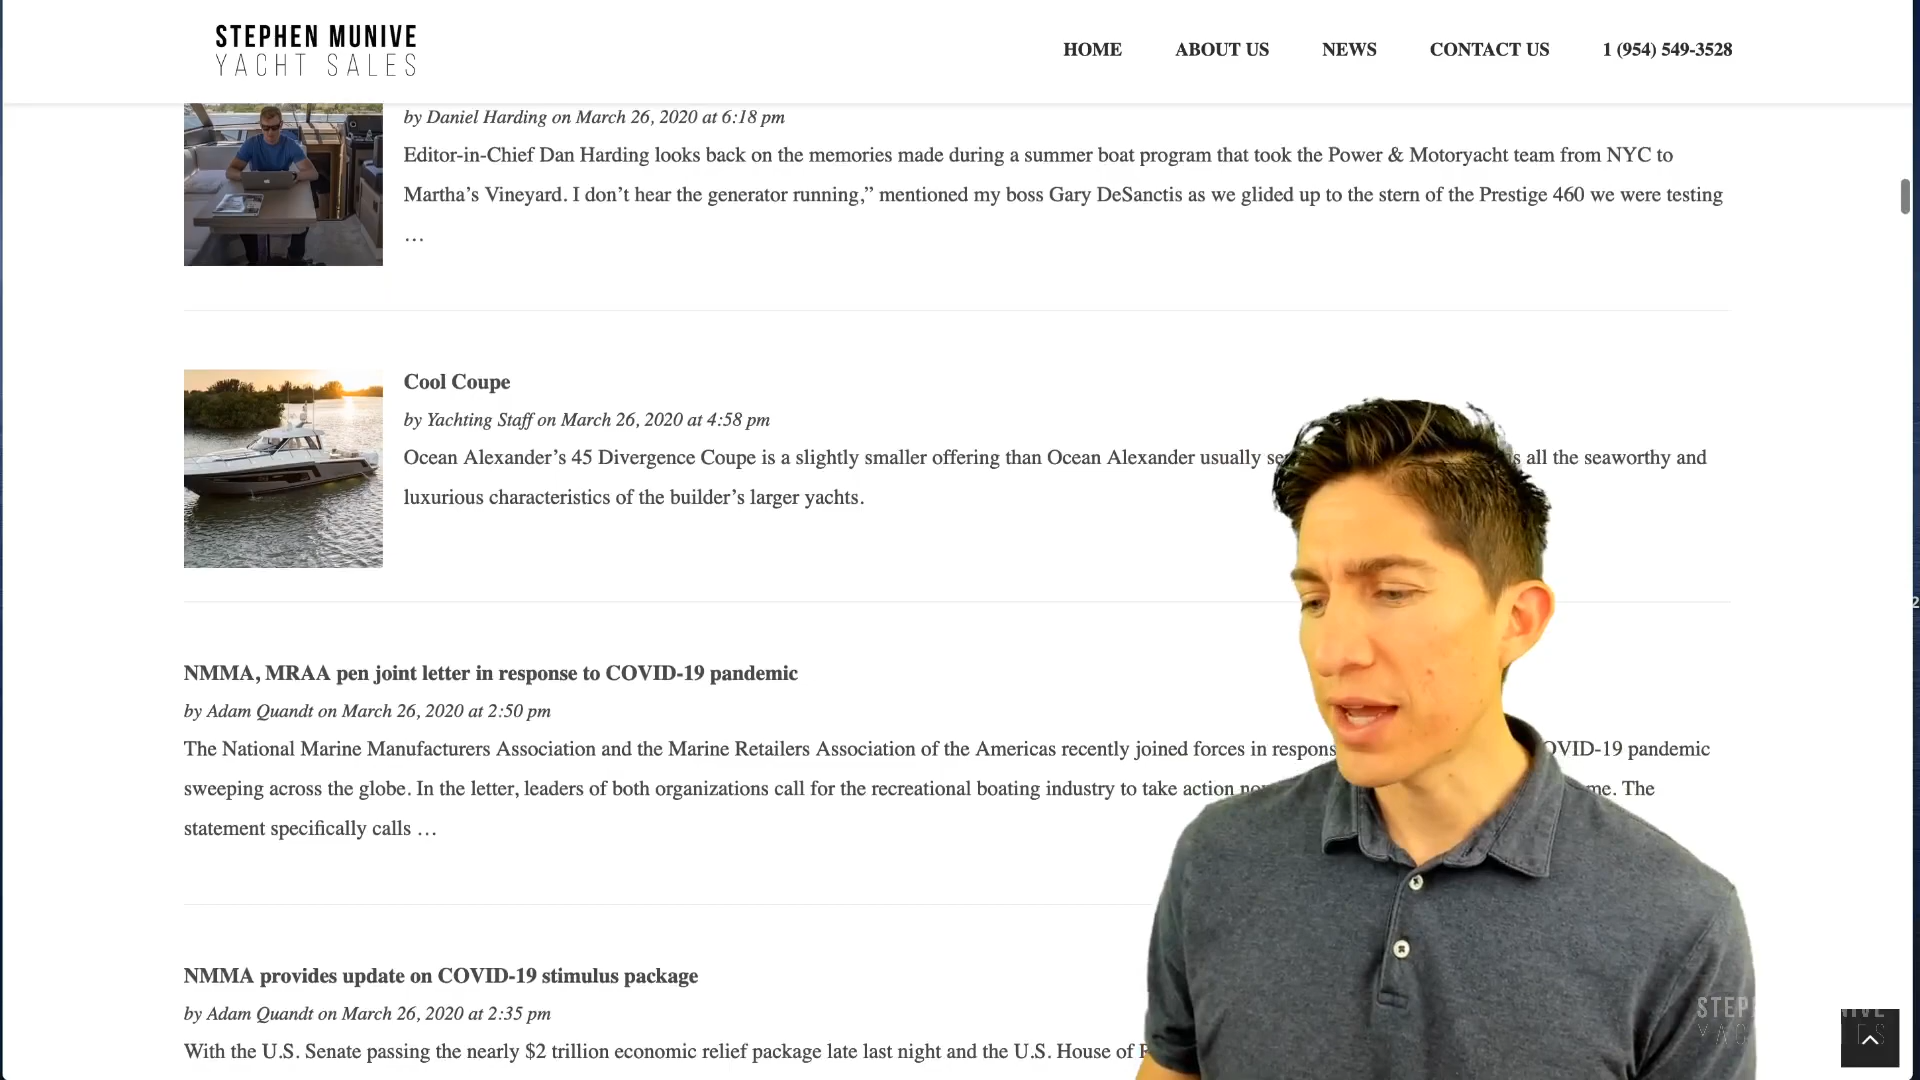 STEPHEN MUNIVE
YACHT SALES
HOME ABOUT US NEWS CONTACT US 1 (954) 549-3528
by Daniel Harding on March 26, 2020 at 6:18 pm
Editor-in-Chief Dan Harding looks back on the memories made during a summer boat program that took the Power & Motoryacht team from NYC to
Martha’s Vineyard. I don’t hear the generator running,” mentioned my boss Gary DeSanctis as we glided up to the stern of the Prestige 460 we were testing
…
Cool Coupe
by Yachting Staff on March 26, 2020 at 4:58 pm
Ocean Alexander’s 45 Divergence Coupe is a slightly smaller offering than Ocean Alexander usually all the seaworthy and
luxurious characteristics of the builder’s larger yachts.
NMMA, MRAA pen joint letter in response to COVID-19 pandemic
by Adam Quandt on March 26, 2020 at 2:50 pm
The National Marine Manufacturers Association and the Marine Retailers Association of the Americas recently joined forces in pandemic
sweeping across the globe. In the letter, leaders of both organizations call for the recreational boating industry to take action The
statement specifically calls …
NMMA provides update on COVID-19 stimulus package
by Adam Quandt on March 26, 2020 at 2:35 pm
With the U.S. Senate passing the nearly $2 trillion economic relief package late last night and the U.S. House of